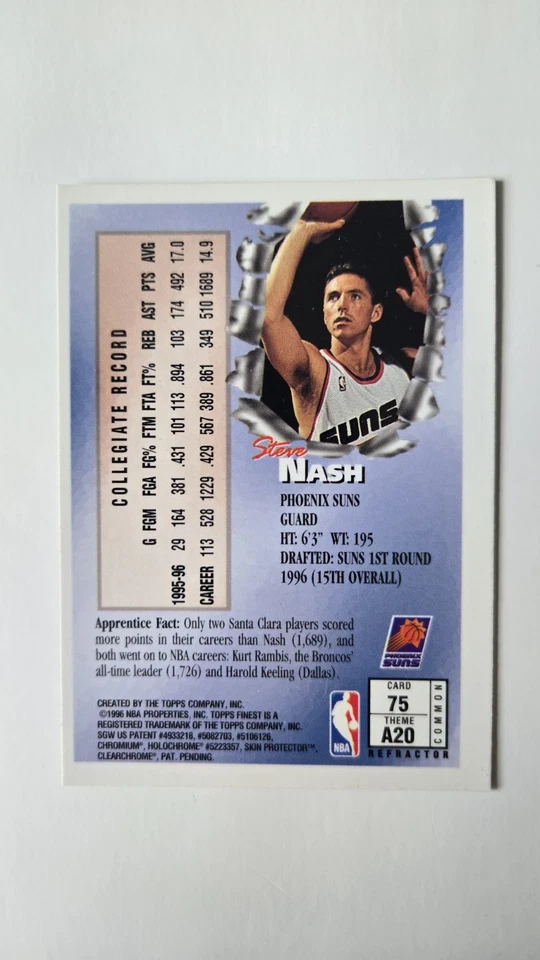 COLLEGIATE RECORD
G FGM FGA FG% FTM FTA FT% REB AST PTS AVG
1995-96 29 164 381 .431 101 113 .894 103 174 492 17.0
CAREER 113 528 1229 .429 567 389 .861 349 510 1689 14.9
SUNS
Steve
NASH
PHOENIX SUNS
GUARD
HT: 6'3" WT: 195
DRAFTED: SUNS 1ST ROUND
1996 (15TH OVERALL)
Apprentice Fact: Only two Santa Clara players scored
more points in their careers than Nash (1,689), and
both went on to NBA careers: Kurt Rambis, the Broncos'
all-time leader (1,726) and Harold Keeling (Dallas).
PHOENIX
SUNS
CREATED BY THE TOPPS COMPANY, INC.
©1996 NBA PROPERTIES, INC. TOPPS FINEST IS A
REGISTERED TRADEMARK OF THE TOPPS COMPANY, INC.
SGW US PATENT #4933218, #5082703, #5106126,
CHROMIUM®, HOLOCHROME® #5223357, SKIN PROTECTOR™,
CLEARCHROME®, PAT. PENDING.
NBA
CARD
75
THEME
A20
COMMON
REFRACTOR